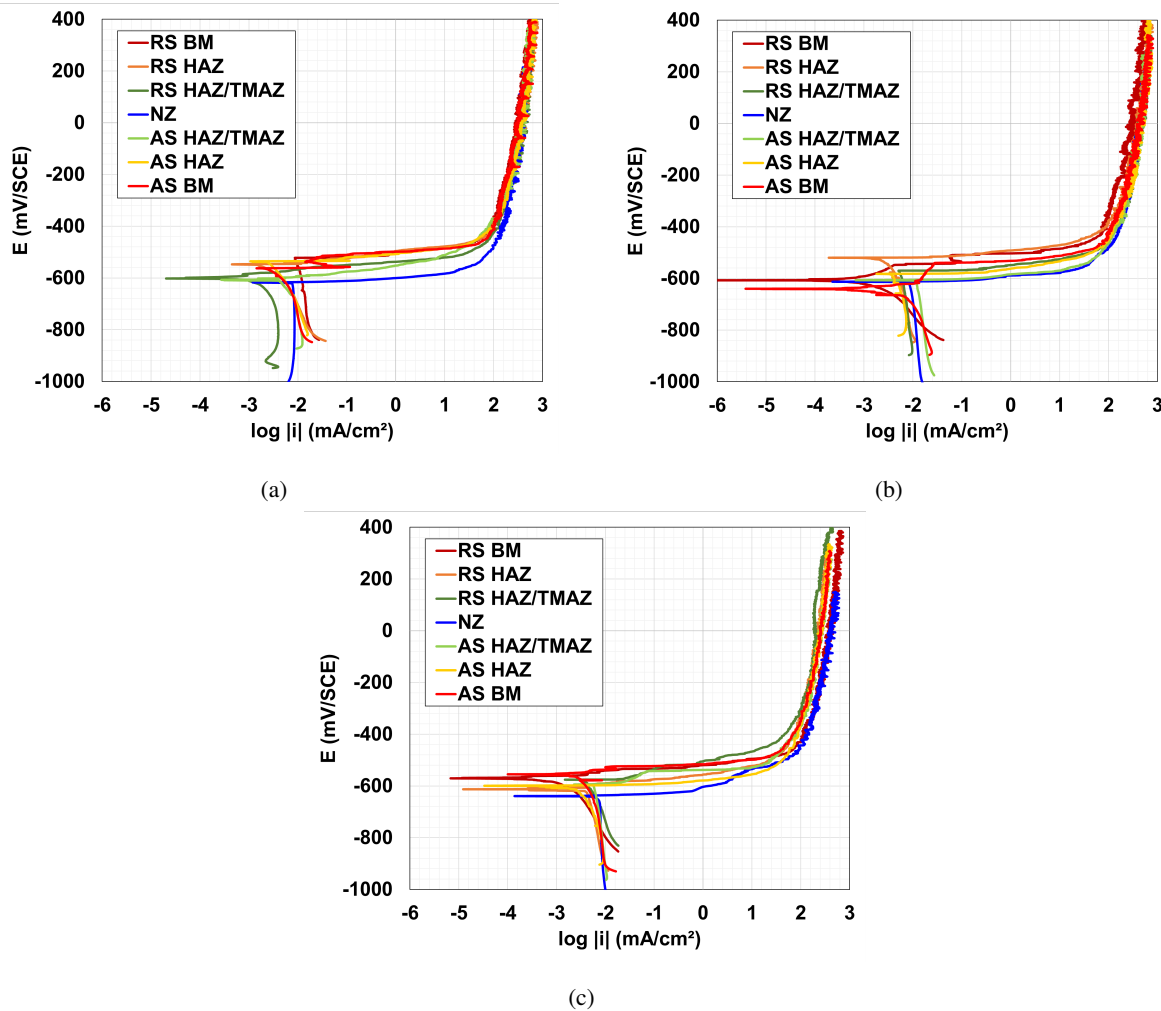 400
200
0
-200
-400
-600
-800
-1000
E (mV/SCE)
RS BM
RS HAZ
RS HAZ/TMAZ
NZ
AS HAZ/TMAZ
AS HAZ
AS BM
-6 -5 -4 -3 -2 -1 0 1 2 3
log |i| (mA/cm²)
(a)
400
200
0
-200
-400
-600
-800
-1000
E (mV/SCE)
RS BM
RS HAZ
RS HAZ/TMAZ
NZ
AS HAZ/TMAZ
AS HAZ
AS BM
-6 -5 -4 -3 -2 -1 0 1 2 3
log |i| (mA/cm²)
(b)
400
200
0
-200
-400
-600
-800
-1000
E (mV/SCE)
RS BM
RS HAZ
RS HAZ/TMAZ
NZ
AS HAZ/TMAZ
AS HAZ
AS BM
-6 -5 -4 -3 -2 -1 0 1 2 3
log |i| (mA/cm²)
(c)